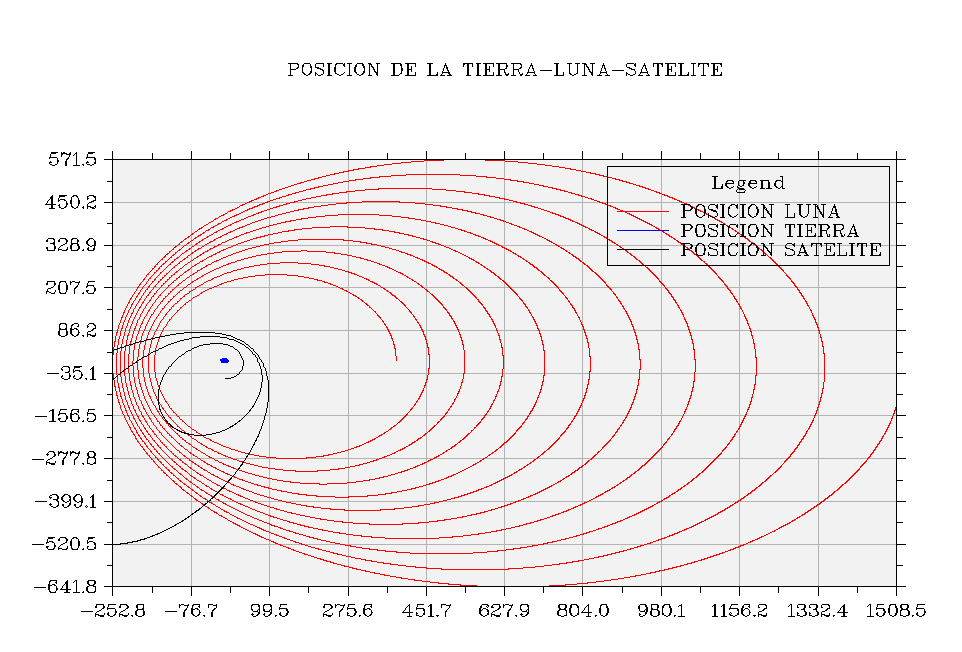 POSICION DE LA TIERRA-LUNA-SATELITE
Legend
POSICION LUNA
POSICION TIERRA
POSICION SATELITE
571.5
450.2
328.9
207.5
86.2
-35.1
-156.5
-277.8
-399.1
-520.5
-641.8
-252.8 -76.7 99.5 275.6 451.7 627.9 804.0 980.1 1156.2 1332.4 1508.5